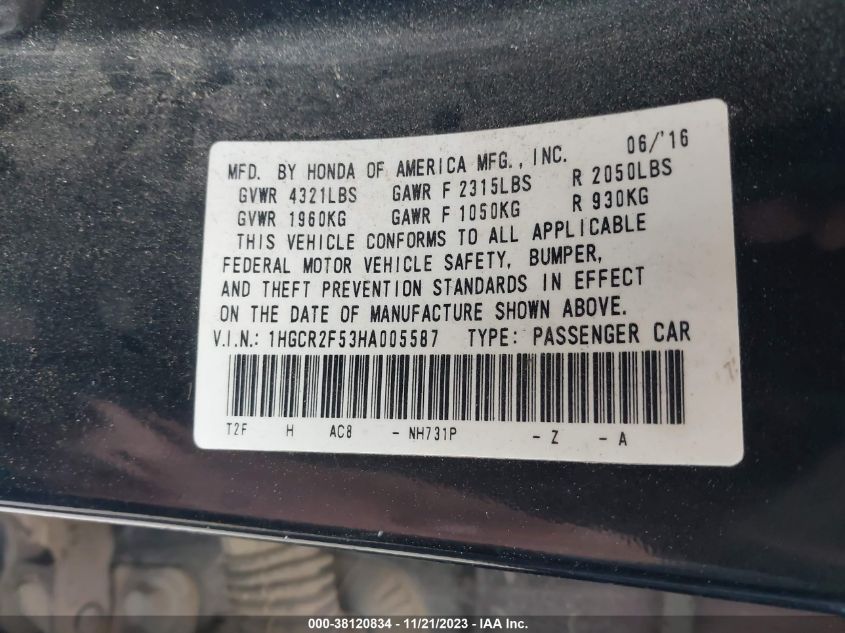 06/'16
MFD. BY HONDA OF AMERICA MFG., INC.
GVWR 4321LBS GAWR F 2315LBS R 2050LBS
GVWR 1960KG GAWR F 1050KG R 930KG
THIS VEHICLE CONFORMS TO ALL APPLICABLE
FEDERAL MOTOR VEHICLE SAFETY, BUMPER,
AND THEFT PREVENTION STANDARDS IN EFFECT
ON THE DATE OF MANUFACTURE SHOWN ABOVE.
V.I.N.: 1HGCR2F53HA005587 TYPE: PASSENGER CAR
T2F H AC8 - NH731P - Z - A
000-38120834 - 11/21/2023 - IAA Inc.